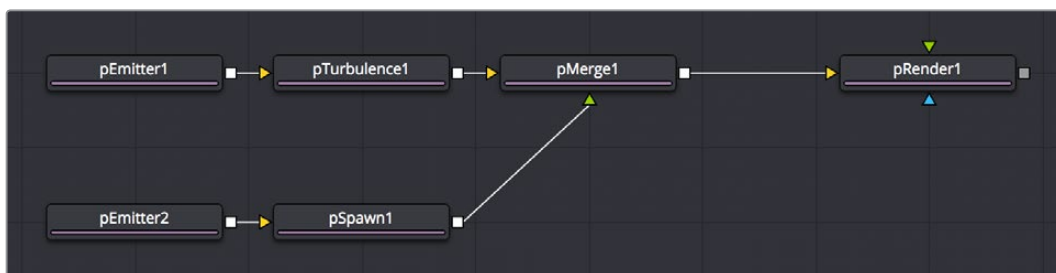 pEmitter1
pTurbulence1
pMerge1
pRender1
pEmitter2
pSpawn1